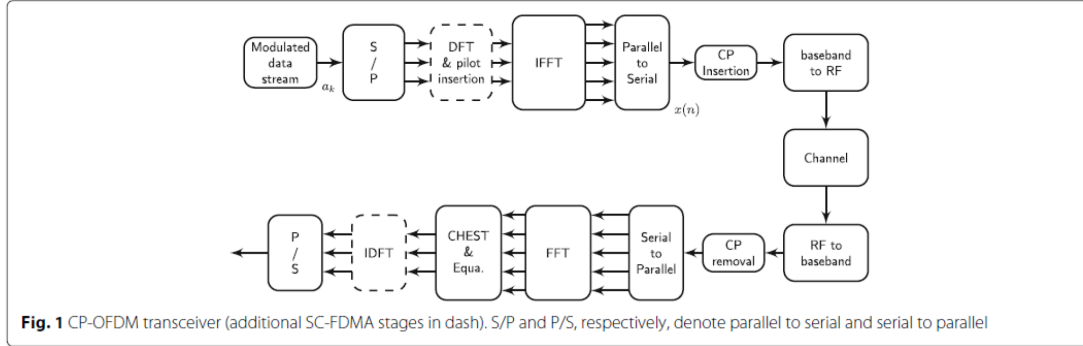 Modulated
data
stream
a_k
S
/
P
DFT
& pilot
insertion
IFFT
Parallel
to
Serial
x(n)
CP
Insertion
baseband
to RF
Channel
P
/
S
IDFT
CHEST
&
Equa.
FFT
Serial
to
Parallel
CP
removal
RF to
baseband
Fig. 1 CP-OFDM transceiver (additional SC-FDMA stages in dash). S/P and P/S, respectively, denote parallel to serial and serial to parallel